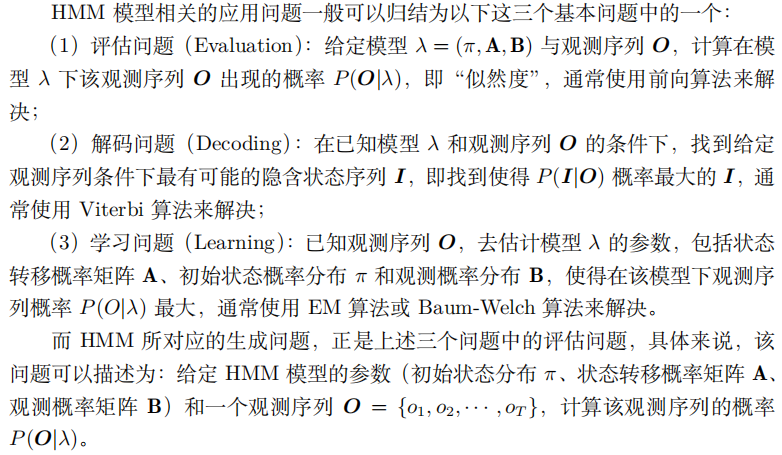 HMM 模型相关的应用问题一般可以归结为以下这三个基本问题中的一个：
（1）评估问题（Evaluation）：给定模型 λ = (π, A, B) 与观测序列 O，计算在模
型 λ 下该观测序列 O 出现的概率 P(O|λ)，即“似然度”，通常使用前向算法来解
决；
（2）解码问题（Decoding）：在已知模型 λ 和观测序列 O 的条件下，找到给定
观测序列条件下最有可能的隐含状态序列 I，即找到使得 P(I|O) 概率最大的 I，通
常使用 Viterbi 算法来解决；
（3）学习问题（Learning）：已知观测序列 O，去估计模型 λ 的参数，包括状态
转移概率矩阵 A、初始状态概率分布 π 和观测概率分布 B，使得在该模型下观测序
列概率 P(O|λ) 最大，通常使用 EM 算法或 Baum-Welch 算法来解决。
而 HMM 所对应的生成问题，正是上述三个问题中的评估问题，具体来说，该
问题可以描述为：给定 HMM 模型的参数（初始状态分布 π、状态转移概率矩阵 A、
观测概率矩阵 B）和一个观测序列 O = {o₁, o₂, ⋯ , o_T}，计算该观测序列的概率
P(O|λ)。